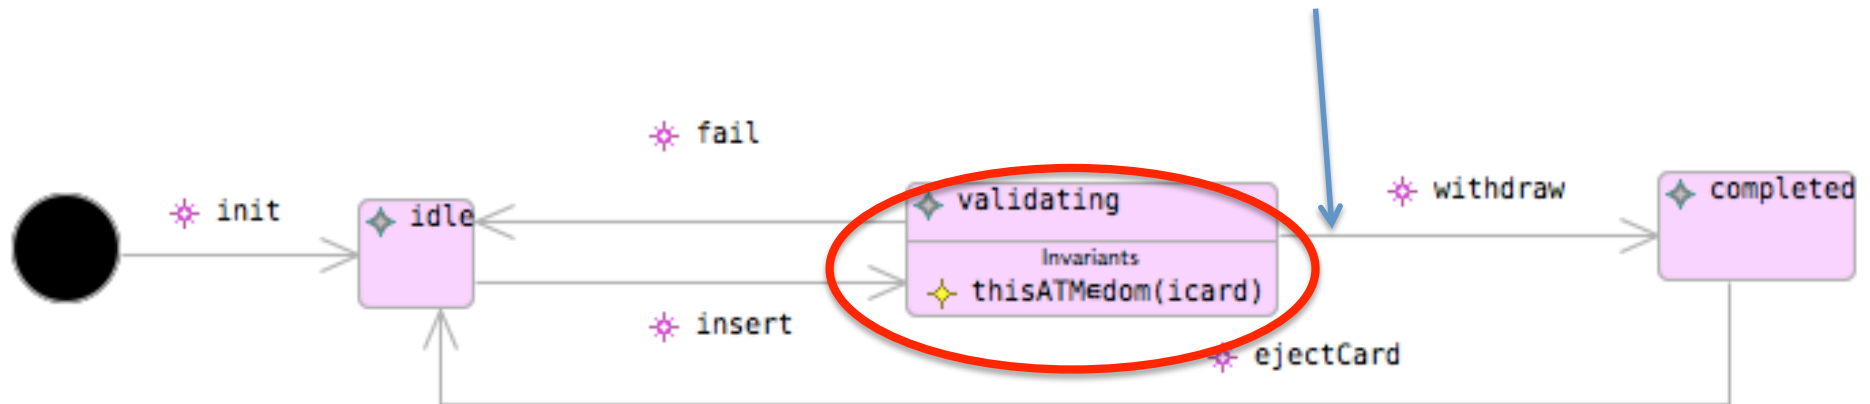 fail
init
idle
validating
withdraw
completed
Invariants
thisATM∈dom(icard)
insert
ejectCard